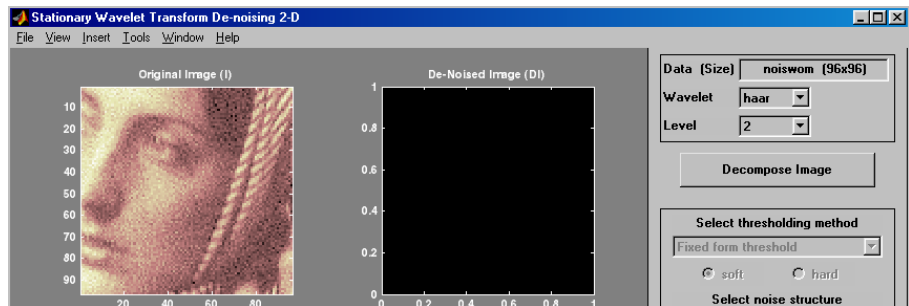 Stationary Wavelet Transform De-noising 2-D
File View Insert Tools Window Help
Original Image (I)
10
20
30
40
50
60
70
80
90
20 40 60 80
De-Noised Image (DI)
1
0.8
0.6
0.4
0.2
0
0 0.2 0.4 0.6 0.8 1
Data (Size) noiswom (96x96)
Wavelet haar
Level 2
Decompose Image
Select thresholding method
Fixed form threshold
soft hard
Select noise structure